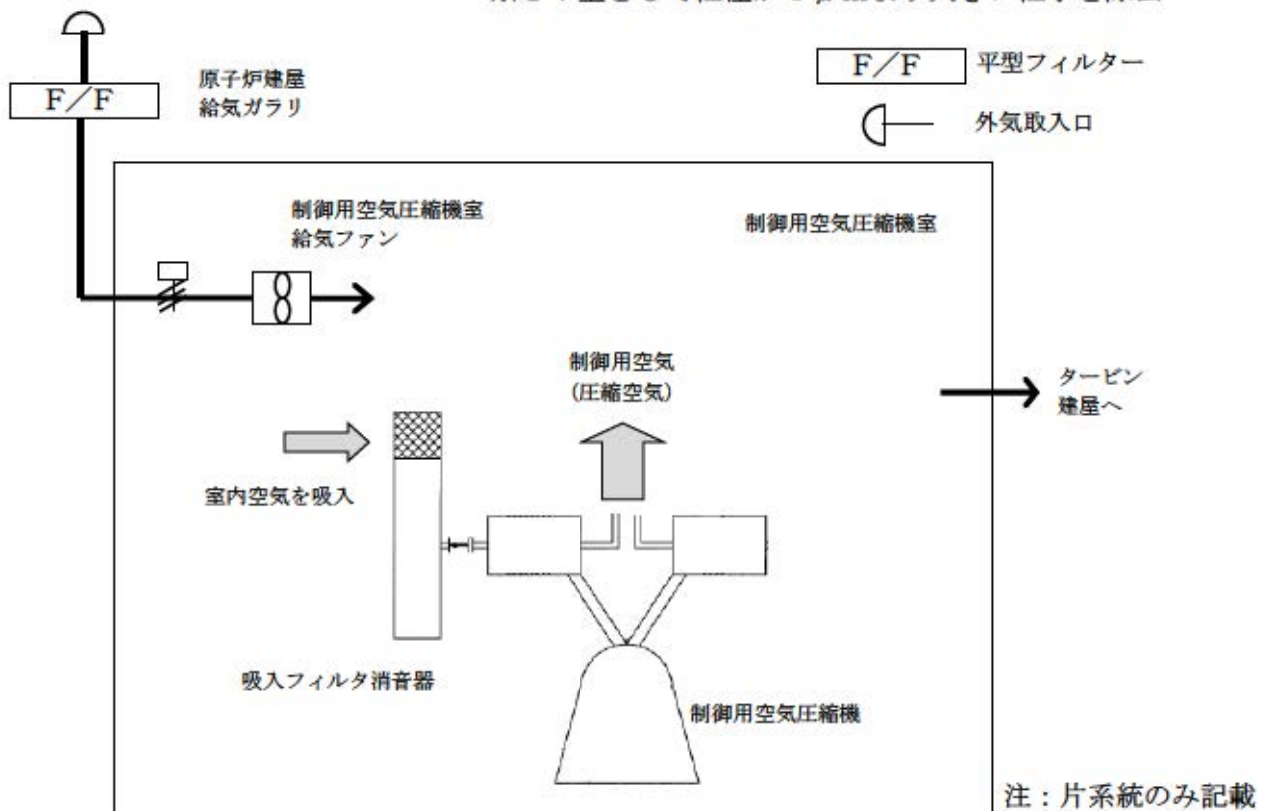 原子炉建屋
給気ガラリ
F／F
F／F 平型フィルター
外気取入口
制御用空気圧縮機室
給気ファン
制御用空気圧縮機室
制御用空気
(圧縮空気)
タービン
建屋へ
室内空気を吸入
吸入フィルタ消音器
制御用空気圧縮機
注：片系統のみ記載